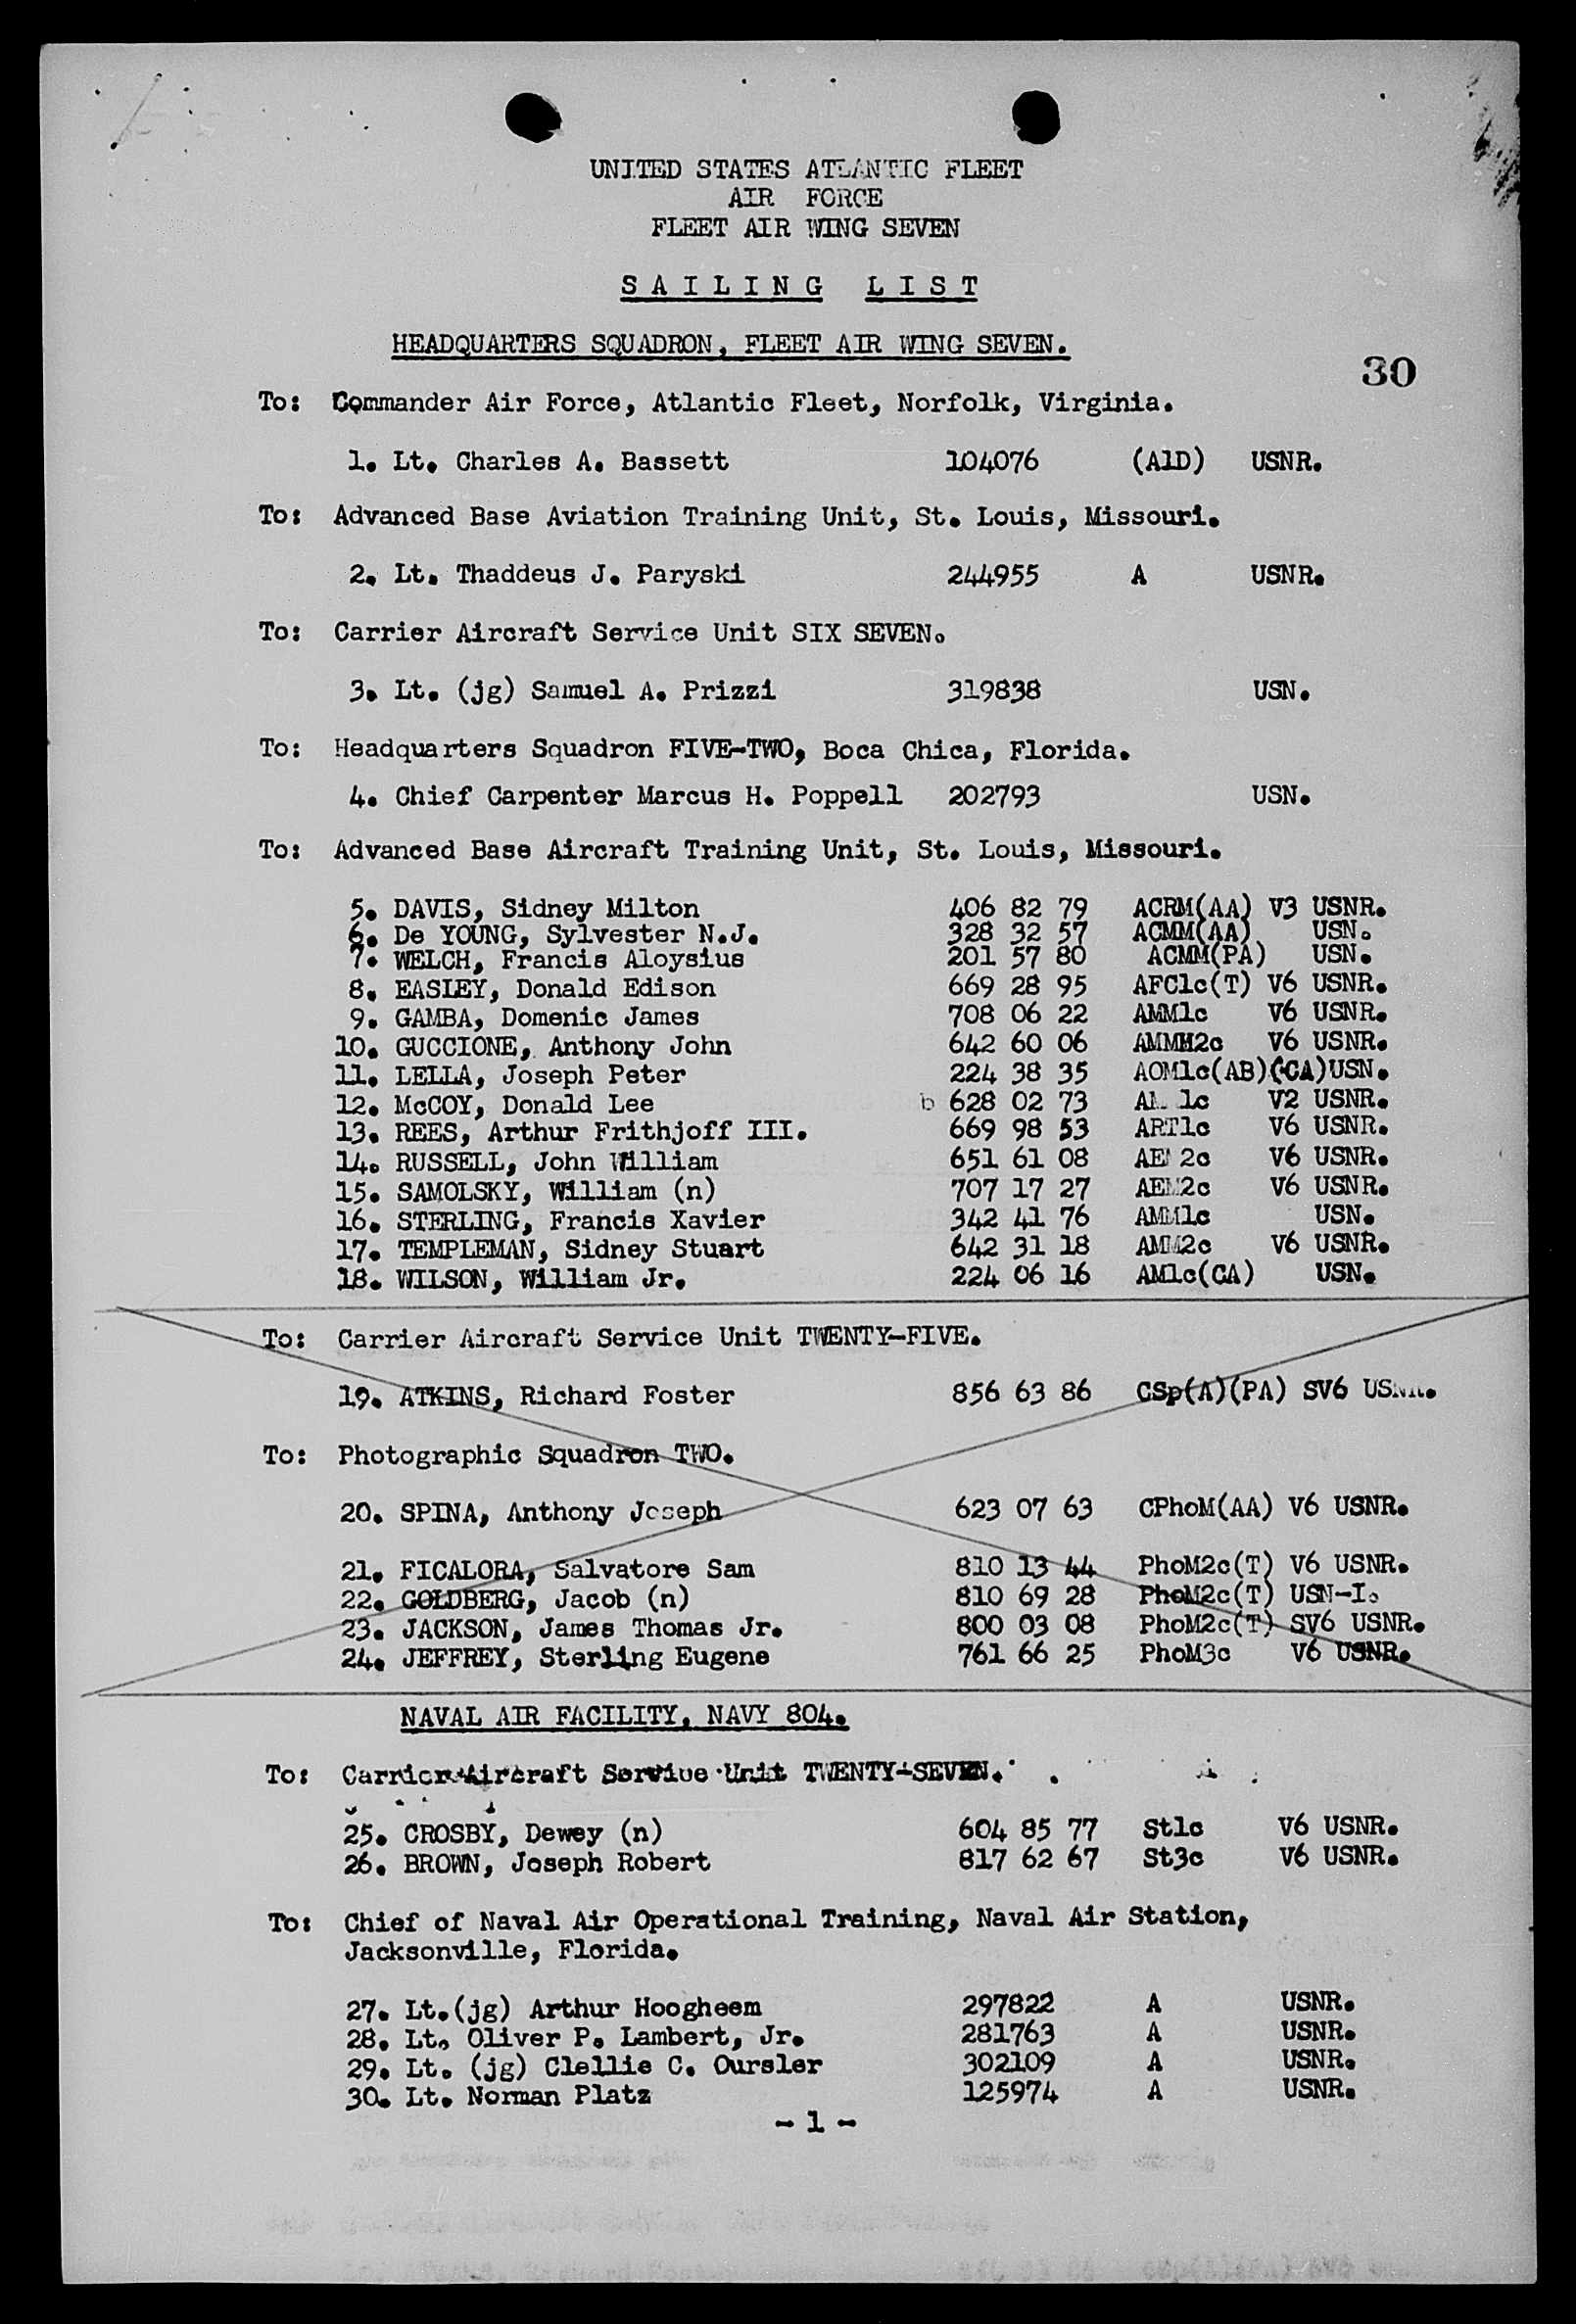 UNITED STATES ATLANTIC FLEET
AIR FORCE
FLEET AIR WING SEVEN
SAILING LIST
HEADQUARTERS SQUADRON, FLEET AIR WING SEVEN.
30
To: Commander Air Force, Atlantic Fleet, Norfolk, Virginia.
1. Lt. Charles A. Bassett 104076 (A1D) USNR.
To: Advanced Base Aviation Training Unit, St. Louis, Missouri.
2. Lt. Thaddeus J. Paryski 244955 A USNR.
To: Carrier Aircraft Service Unit SIX SEVEN.
3. Lt. (jg) Samuel A. Prizzi 319838 USN.
To: Headquarters Squadron FIVE-TWO, Boca Chica, Florida.
4. Chief Carpenter Marcus H. Poppell 202793 USN.
To: Advanced Base Aircraft Training Unit, St. Louis, Missouri.
5. DAVIS, Sidney Milton 406 82 79 ACRM(AA) V3 USNR.
6. De YOUNG, Sylvester N.J. 328 32 57 ACMM(AA) USN.
7. WELCH, Francis Aloysius 201 57 80 ACMM(PA) USN.
8. EASLEY, Donald Edison 669 28 95 AFC1c(T) V6 USNR.
9. GAMBA, Domenic James 708 06 22 AMM1c V6 USNR.
10. GUCCIONE, Anthony John 642 60 06 AMMH2c V6 USNR.
11. LELLA, Joseph Peter 224 38 35 AOM1c(AB)(CA)USN.
12. McCOY, Donald Lee 628 02 73 1c V2 USNR.
13. REES, Arthur Frithjoff III. 669 98 53 ART1c V6 USNR.
14. RUSSELL, John William 651 61 08 AEM2c V6 USNR.
15. SAMOLSKY, William (n) 707 17 27 AEM2c V6 USNR.
16. STERLING, Francis Xavier 342 41 76 AMM1c USN.
17. TEMPLEMAN, Sidney Stuart 642 31 18 AMM2c V6 USNR.
18. WILSON, William Jr. 224 06 16 AM1c(CA) USN.
To: Carrier Aircraft Service Unit TWENTY-FIVE.
19. ATKINS, Richard Foster 856 63 86 CSp(A)(PA) SV6 USNR.
To: Photographic Squadron TWO.
20. SPINA, Anthony Joseph 623 07 63 CPhoM(AA) V6 USNR.
21. FICALORA, Salvatore Sam 810 13 44 PhoM2c(T) V6 USNR.
22. GOLDBERG, Jacob (n) 810 69 28 PhoM2c(T) USN-I.
23. JACKSON, James Thomas Jr. 800 03 08 PhoM2c(T) SV6 USNR.
24. JEFFREY, Sterling Eugene 761 66 25 PhoM3c V6 USNR.
NAVAL AIR FACILITY, NAVY 804.
To: Carrier Aircraft Service Unit TWENTY-SEVEN.
25. CROSBY, Dewey (n) 604 85 77 St1c V6 USNR.
26. BROWN, Joseph Robert 817 62 67 St3c V6 USNR.
To: Chief of Naval Air Operational Training, Naval Air Station,
Jacksonville, Florida.
27. Lt.(jg) Arthur Hoogheem 297822 A USNR.
28. Lt. Oliver P. Lambert, Jr. 281763 A USNR.
29. Lt. (jg) Clellie C. Oursler 302109 A USNR.
30. Lt. Norman Platz 125974 A USNR.
- 1 -